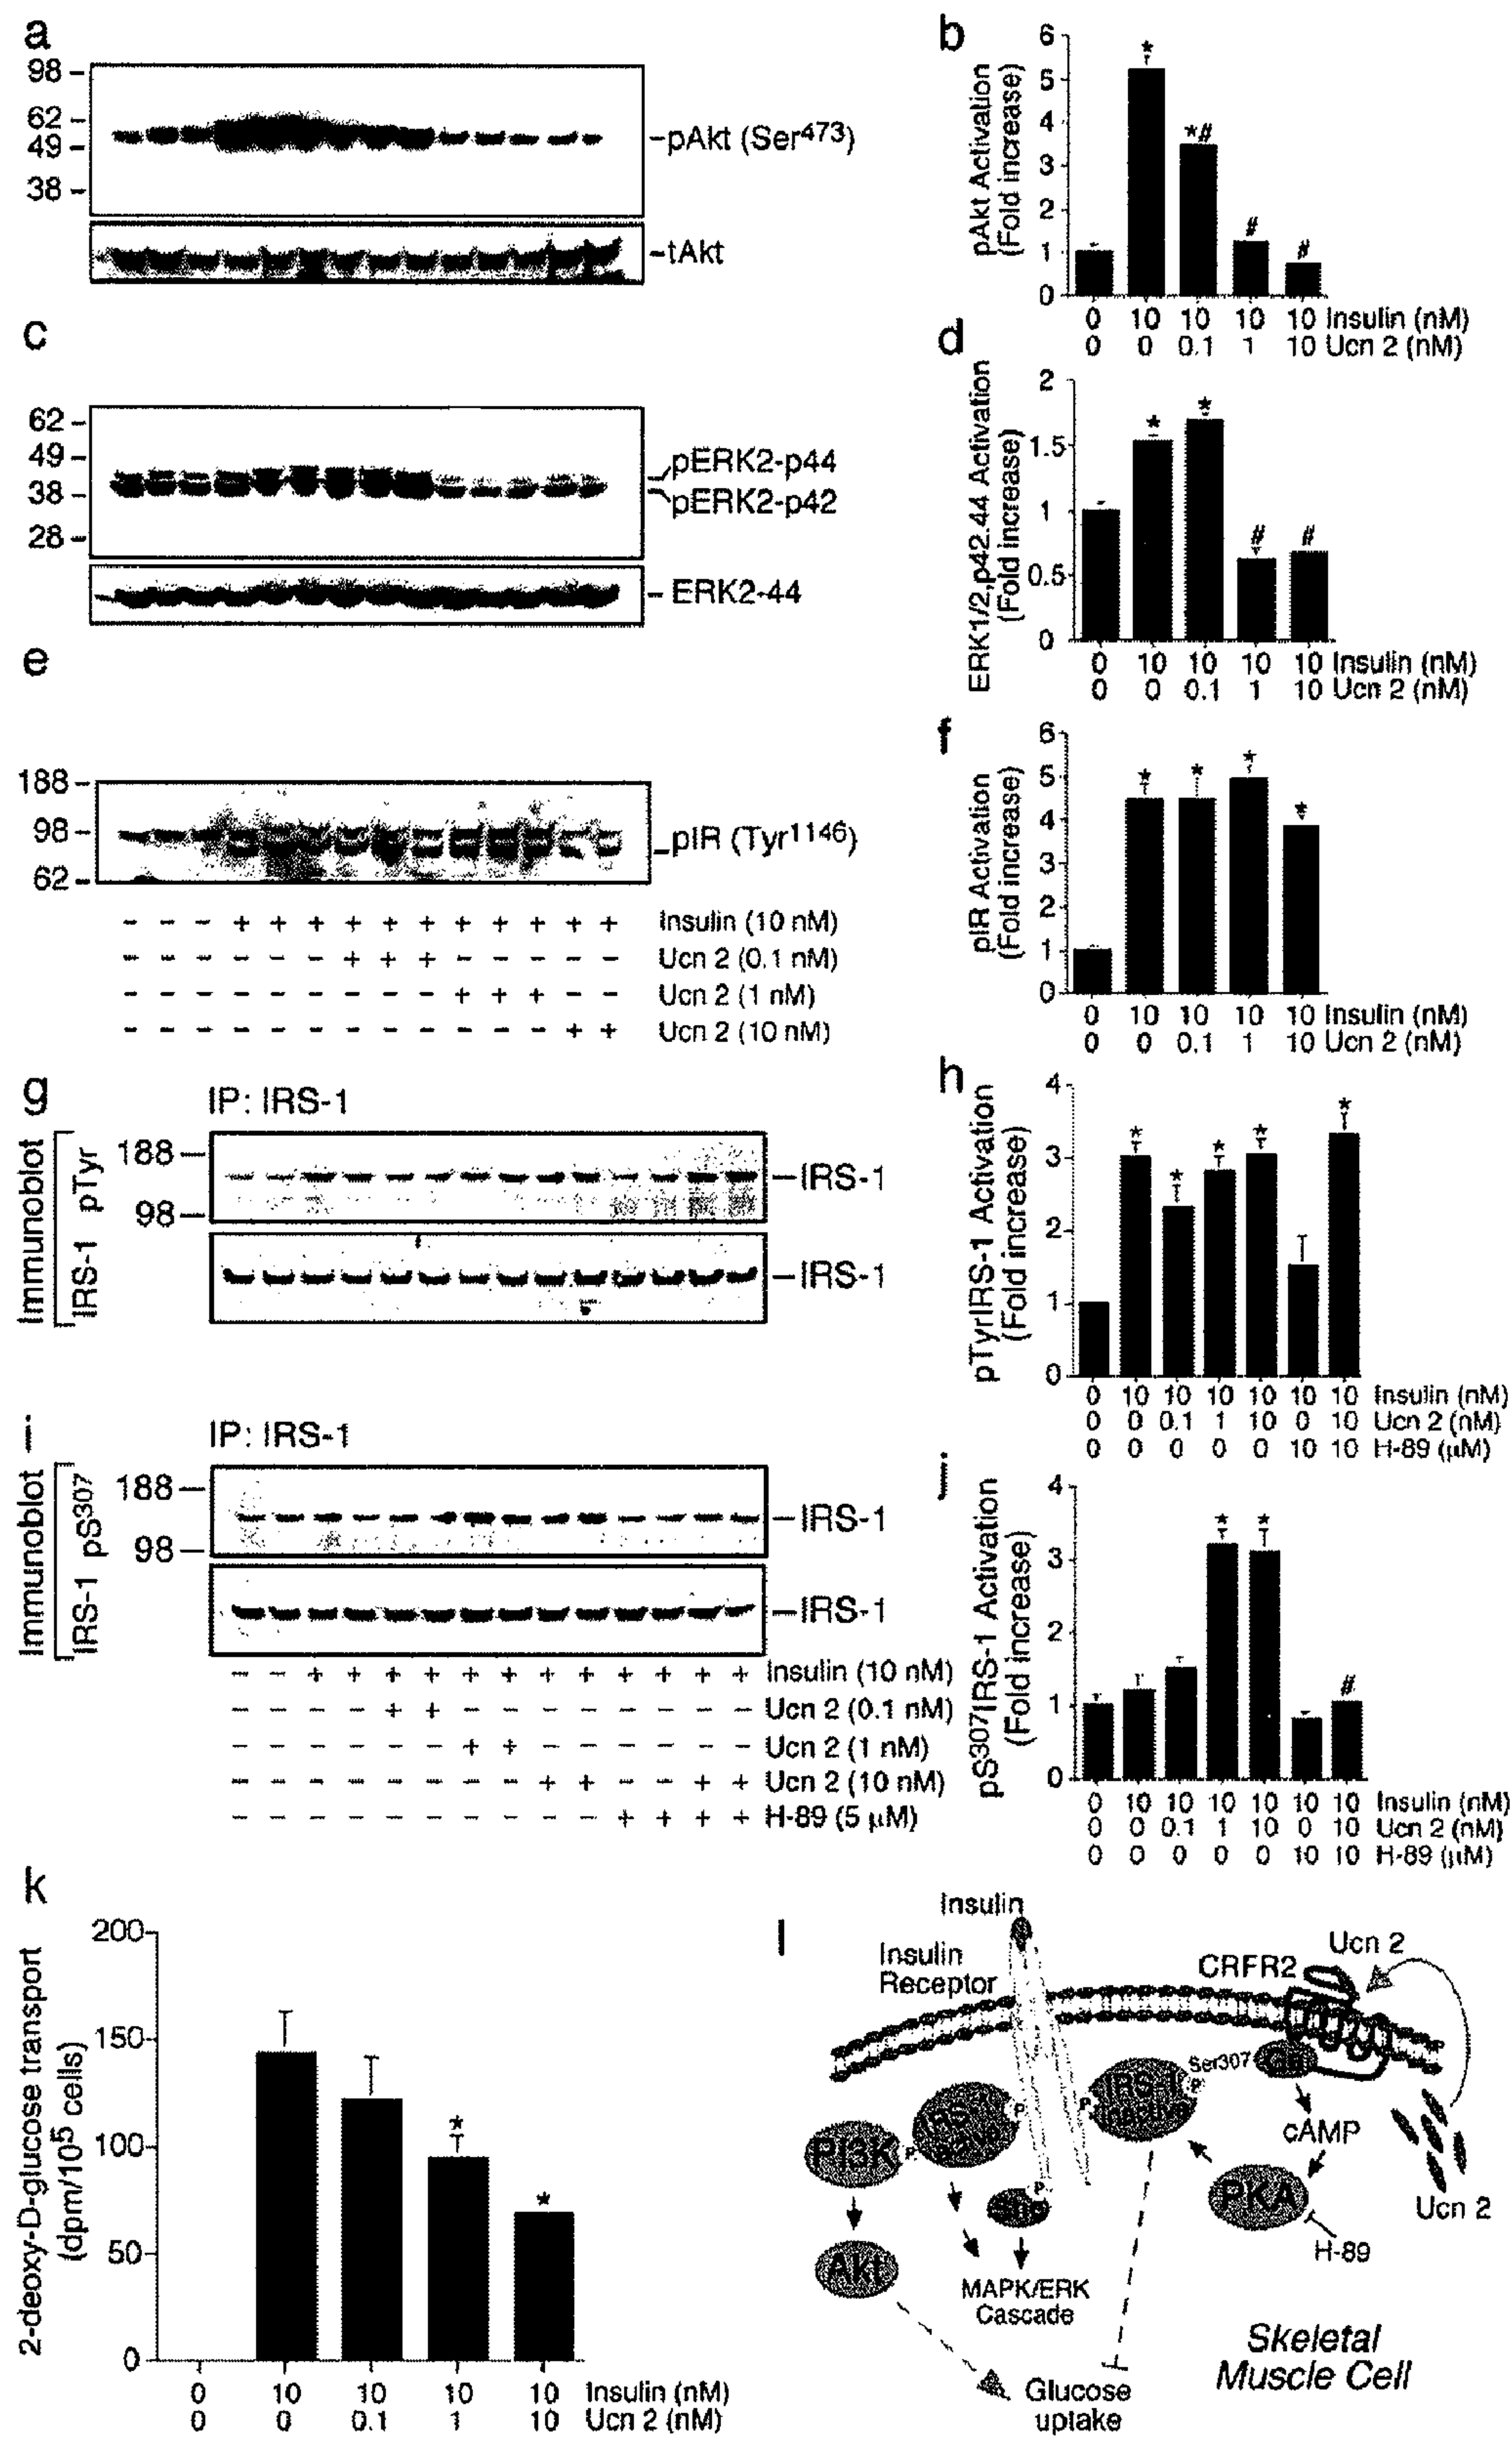 a
98
62
49
38
pAkt (Ser473)
tAkt
b
pAkt Activation
(Fold increase)
6
5
4
3
2
1
0
*
*#
#
#
0 10 10 10 10 Insulin (nM)
0 0 0.1 1 10 Ucn 2 (nM)
c
62
49
38
28
pERK2-p44
pERK2-p42
ERK2-44
d
ERK1/2,p42.44 Activation
(Fold increase)
2
1.5
1
0.5
0
*
*
#
#
0 10 10 10 10 Insulin (nM)
0 0 0.1 1 10 Ucn 2 (nM)
e
188
98
62
pIR (Tyr1146)
- - - + + + + + + + + + + + Insulin (10 nM)
- - - - - - + + + - - - - - Ucn 2 (0.1 nM)
- - - - - - - - - + + + - - Ucn 2 (1 nM)
- - - - - - - - - - - - + + Ucn 2 (10 nM)
f
pIR Activation
(Fold increase)
6
5
4
3
2
1
0
*
*
*
*
0 10 10 10 10 Insulin (nM)
0 0 0.1 1 10 Ucn 2 (nM)
g
IP: IRS-1
Immunoblot
IRS-1 pTyr
188
98
IRS-1
IRS-1
h
pTyrIRS-1 Activation
(Fold increase)
4
3
2
1
0
*
*
*
*
*
0 10 10 10 10 10 10 Insulin (nM)
0 0 0.1 1 10 0 10 Ucn 2 (nM)
0 0 0 0 0 10 10 H-89 (µM)
i
IP: IRS-1
Immunoblot
IRS-1 pS307
188
98
IRS-1
IRS-1
- - + + + + + + + + + + + + Insulin (10 nM)
- - - - + + - - - - - - - - Ucn 2 (0.1 nM)
- - - - - - + + - - - - - - Ucn 2 (1 nM)
- - - - - - - - + + - - + + Ucn 2 (10 nM)
- - - - - - - - - - + + + + H-89 (5 µM)
j
pS307IRS-1 Activation
(Fold increase)
4
3
2
1
0
*
*
#
0 10 10 10 10 10 10 Insulin (nM)
0 0 0.1 1 10 0 10 Ucn 2 (nM)
0 0 0 0 0 10 10 H-89 (µM)
k
2-deoxy-D-glucose transport
(dpm/105 cells)
200
150
100
50
0
*
*
0 10 10 10 10 Insulin (nM)
0 0 0.1 1 10 Ucn 2 (nM)
l
Insulin
Insulin
Receptor
CRFR2
Ucn 2
Ser307
P
P
P
P
P
IRS-1
inactive
PI3K
Akt
Shc
MAPK/ERK
Cascade
cAMP
PKA
H-89
Ucn 2
Glucose
uptake
Skeletal
Muscle Cell